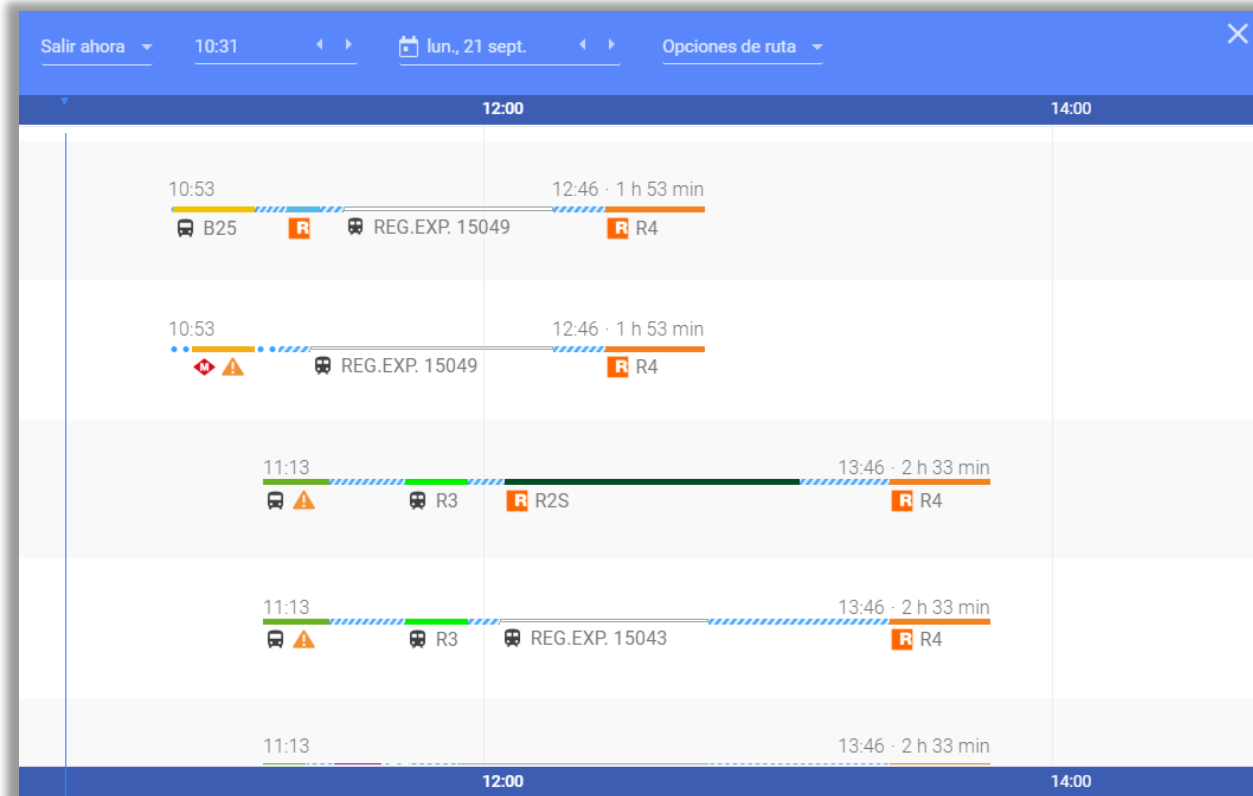 Salir ahora 10:31 lun., 21 sept. Opciones de ruta
12:00 14:00
10:53 12:46 · 1 h 53 min
B25 R REG.EXP. 15049 R R4
10:53 12:46 · 1 h 53 min
M REG.EXP. 15049 R R4
11:13 13:46 · 2 h 33 min
R3 R R2S R R4
11:13 13:46 · 2 h 33 min
R3 REG.EXP. 15043 R R4
11:13 13:46 · 2 h 33 min
12:00 14:00